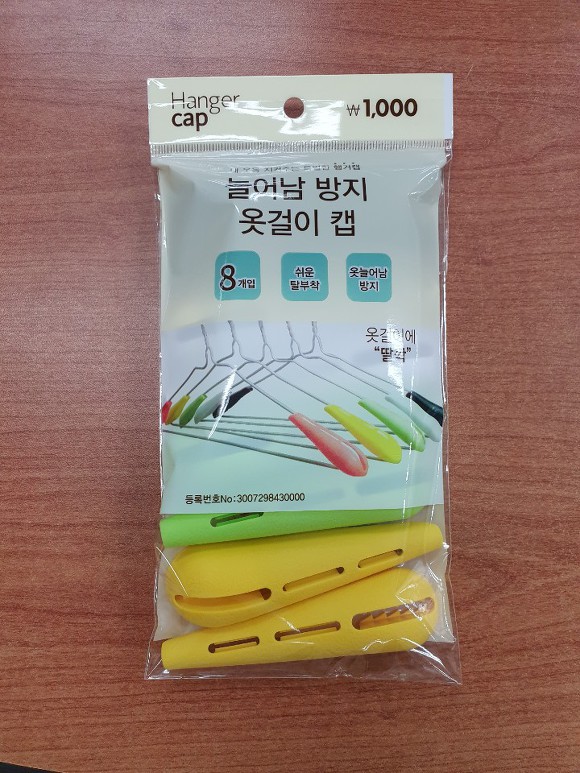 Hanger
cap
₩1,000
늘어남 방지
옷걸이 캡
8개입
쉬운
탈부착
옷늘어남
방지
옷걸이에
"딸깍"
등록번호No:3007298430000